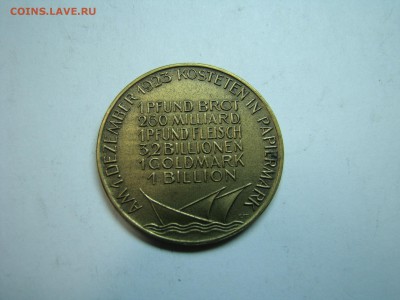 COINS.LAVE.RU
AM 1. DEZEMBER 1923 KOSTETEN IN PAPIERMARK
1 PFUND BROT
260 MILLIARD
1 PFUND FLEISCH
3,2 BILLIONEN
1 GOLDMARK
1 BILLION